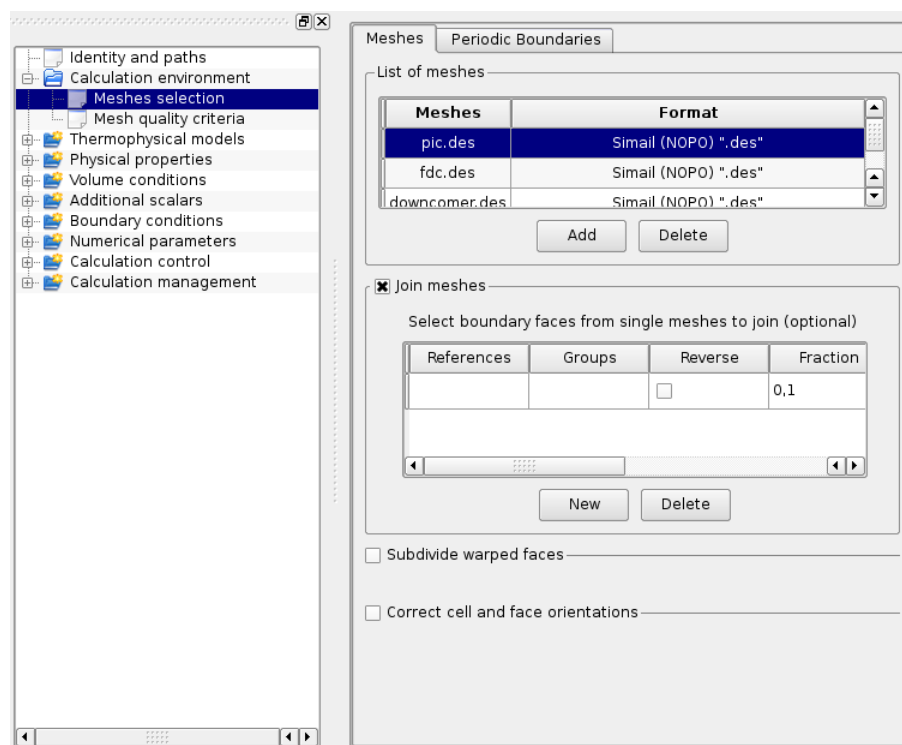 Identity and paths
Calculation environment
Meshes selection
Mesh quality criteria
Thermophysical models
Physical properties
Volume conditions
Additional scalars
Boundary conditions
Numerical parameters
Calculation control
Calculation management
Meshes Periodic Boundaries
List of meshes
Meshes Format
pic.des Simail (NOPO) ".des"
fdc.des Simail (NOPO) ".des"
downcomer.des Simail (NOPO) ".des"
Add Delete
Join meshes
Select boundary faces from single meshes to join (optional)
References Groups Reverse Fraction
0,1
New Delete
Subdivide warped faces
Correct cell and face orientations